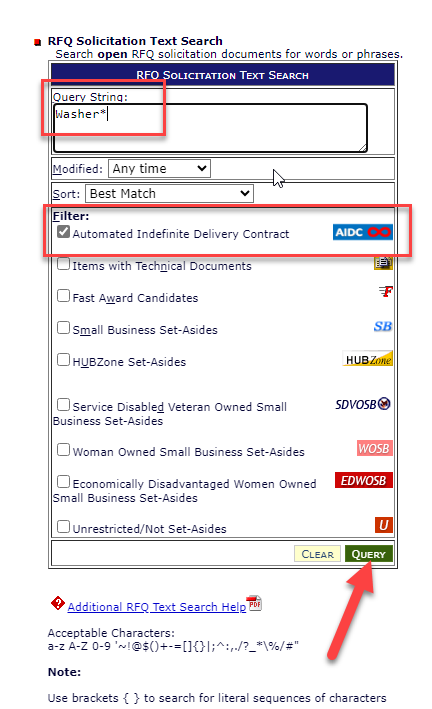 RFQ Solicitation Text Search
Search open RFQ solicitation documents for words or phrases.
RFQ SOLICITATION TEXT SEARCH
Query String:
Washer*
Modified: Any time
Sort: Best Match
Filter:
Automated Indefinite Delivery Contract AIDC
Items with Technical Documents
Fast Award Candidates F
Small Business Set-Asides SB
HUBZone Set-Asides HUBZone
Service Disabled Veteran Owned Small SDVOSB
Business Set-Asides
Woman Owned Small Business Set-Asides WOSB
Economically Disadvantaged Women Owned EDWOSB
Small Business Set-Asides
Unrestricted/Not Set-Asides U
CLEAR QUERY
Additional RFQ Text Search Help PDF
Acceptable Characters:
a-z A-Z 0-9 '~!@$()+-=[]{}|;^:,./?_*\%/#"
Note:
Use brackets { } to search for literal sequences of characters